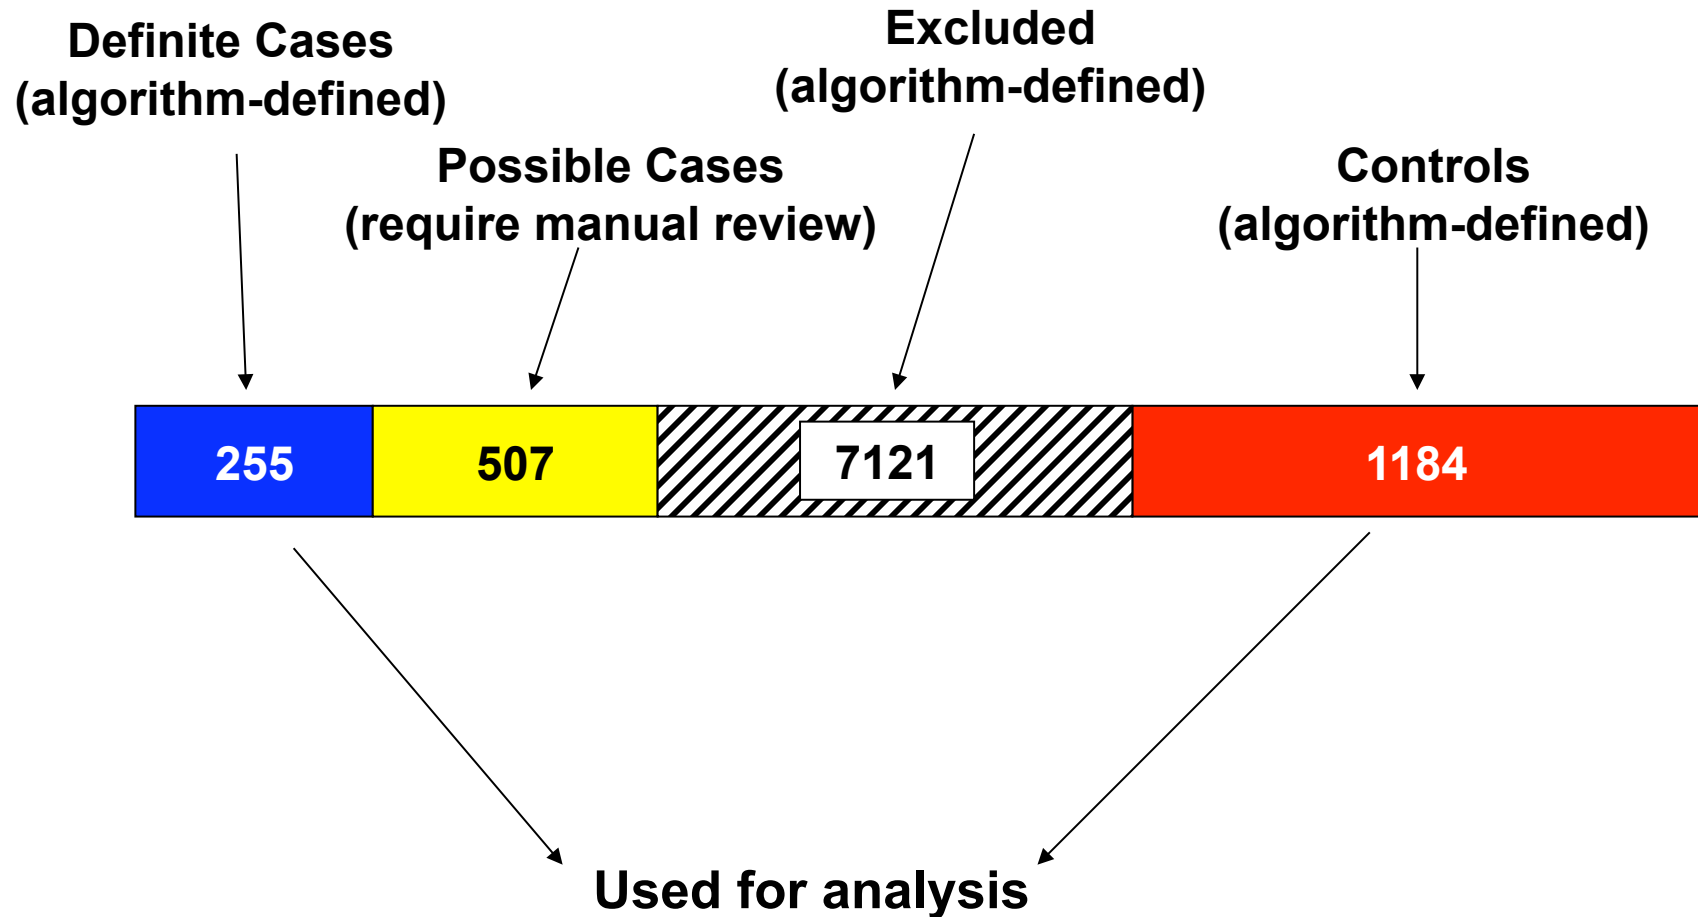 Definite Cases
(algorithm-defined)
Excluded
(algorithm-defined)
Possible Cases
(require manual review)
Controls
(algorithm-defined)
255
507
7121
1184
Used for analysis